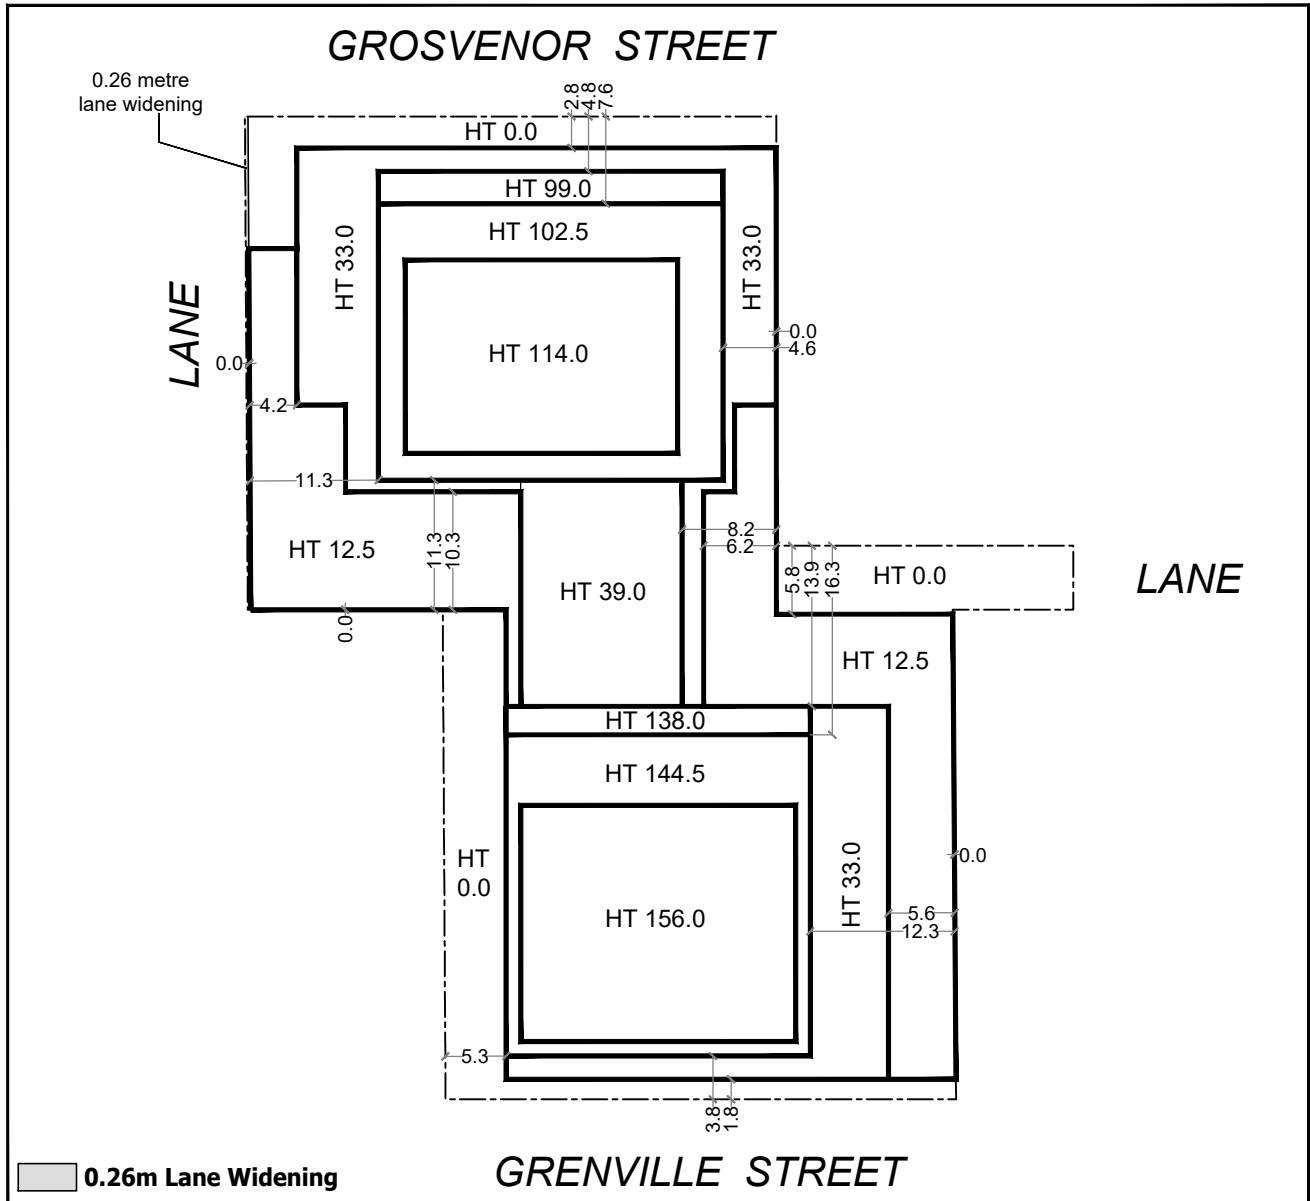 GROSVENOR STREET
0.26 metre
lane widening
2.8
4.8
7.6
HT 0.0
HT 99.0
HT 102.5
HT 33.0
HT 33.0
LANE
0.0
HT 114.0
0.0
4.6
4.2
11.3
11.3
10.3
8.2
6.2
HT 12.5
5.8
13.9
16.3
HT 0.0
LANE
HT 39.0
0.0
HT 12.5
HT 138.0
HT 144.5
HT
0.0
HT 33.0
0.0
HT 156.0
5.6
12.3
5.3
3.8
1.8
0.26m Lane Widening
GRENVILLE STREET